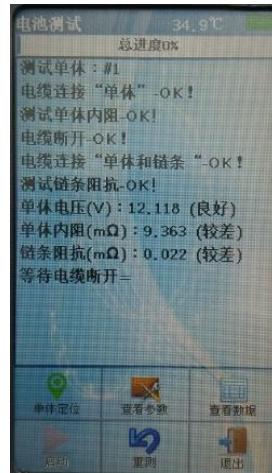 电池测试 34.9℃
总进度0%
测试单体：#1
电缆连接“单体”-OK!
测试单体内阻-OK!
电缆断开-OK!
电缆连接“单体和链条“-OK!
测试链条阻抗-OK!
单体电压(V)：12.118 (良好)
单体内阻(mΩ)：9.363 (较差)
链条阻抗(mΩ)：0.022 (较差)
等待电缆断开=
单体定位 查看参数 查看数据
启动 重测 退出